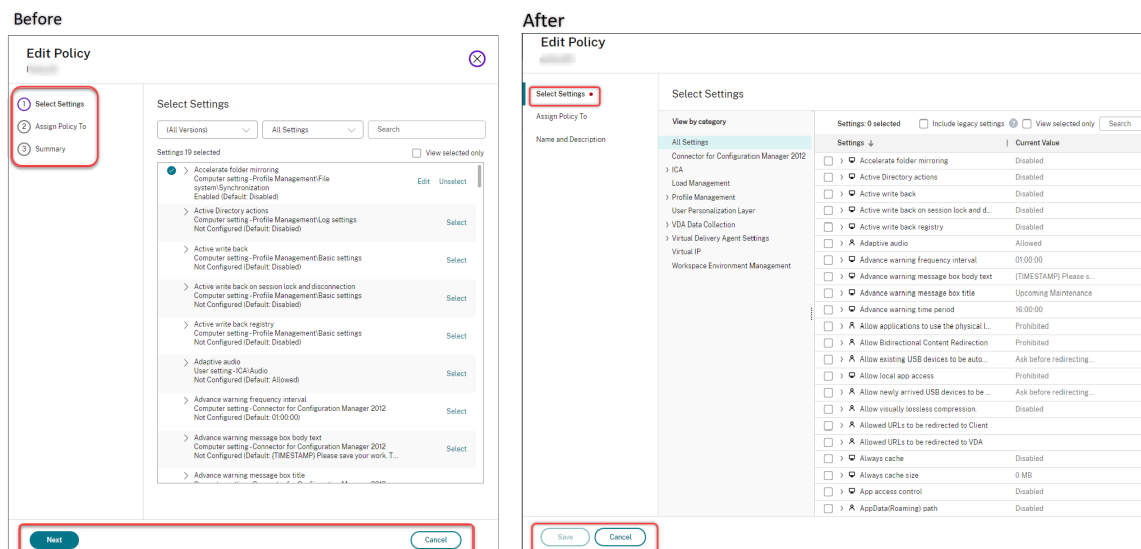 Before
Edit Policy
1 Select Settings
2 Assign Policy To
3 Summary
Select Settings
(All Versions) All Settings Search
Settings 19 selected View selected only
Accelerate folder mirroring
Computer setting - Profile Management\File
system\Synchronization
Enabled (Default: Disabled)
Edit Unselect
Active Directory actions
Computer setting - Profile Management\Log settings
Not Configured (Default: Disabled)
Select
Active write back
Computer setting - Profile Management\Basic settings
Not Configured (Default: Disabled)
Select
Active write back on session lock and disconnection
Computer setting - Profile Management\Basic settings
Not Configured (Default: Disabled)
Select
Active write back registry
Computer setting - Profile Management\Basic settings
Not Configured (Default: Disabled)
Select
Adaptive audio
User setting - ICA\Audio
Not Configured (Default: Allowed)
Select
Advance warning frequency interval
Computer setting - Connector for Configuration Manager 2012
Not Configured (Default: 01:00:00)
Select
Advance warning message box body text
Computer setting - Connector for Configuration Manager 2012
Not Configured (Default: {TIMESTAMP} Please save your work. T...
Select
Advance warning message box title
Next Cancel
After
Edit Policy
Select Settings
Assign Policy To
Name and Description
Select Settings
View by category
All Settings
Connector for Configuration Manager 2012
ICA
Load Management
Profile Management
User Personalization Layer
VDA Data Collection
Virtual Delivery Agent Settings
Virtual IP
Workspace Environment Management
Settings: 0 selected Include legacy settings ? View selected only Search
Settings ↓ Current Value
Accelerate folder mirroring Disabled
Active Directory actions Disabled
Active write back Disabled
Active write back on session lock and d... Disabled
Active write back registry Disabled
Adaptive audio Allowed
Advance warning frequency interval 01:00:00
Advance warning message box body text {TIMESTAMP} Please s...
Advance warning message box title Upcoming Maintenance
Advance warning time period 16:00:00
Allow applications to use the physical l... Prohibited
Allow Bidirectional Content Redirection Prohibited
Allow existing USB devices to be auto... Ask before redirecting...
Allow local app access Prohibited
Allow newly arrived USB devices to be ... Ask before redirecting...
Allow visually lossless compression. Disabled
Allowed URLs to be redirected to Client
Allowed URLs to be redirected to VDA
Always cache Disabled
Always cache size 0 MB
App access control Disabled
AppData(Roaming) path Disabled
Save Cancel